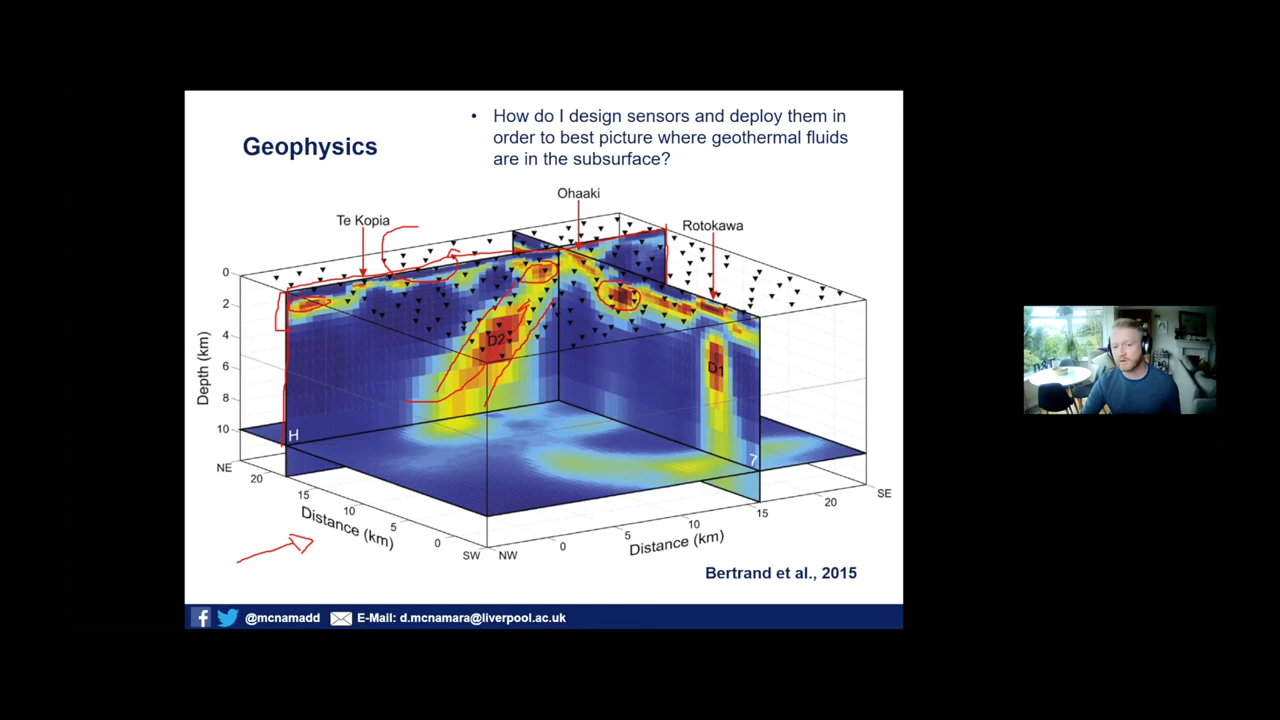 Geophysics
• How do I design sensors and deploy them in
order to best picture where geothermal fluids
are in the subsurface?
Te Kopia
Ohaaki
Rotokawa
Depth (km)
0
2
4
6
8
10
D2
D1
H
7
NE
20
15
10
5
0
Distance (km)
SW
NW
0
5
10
15
20
Distance (km)
SE
Bertrand et al., 2015
@mcnamadd E-Mail: d.mcnamara@liverpool.ac.uk